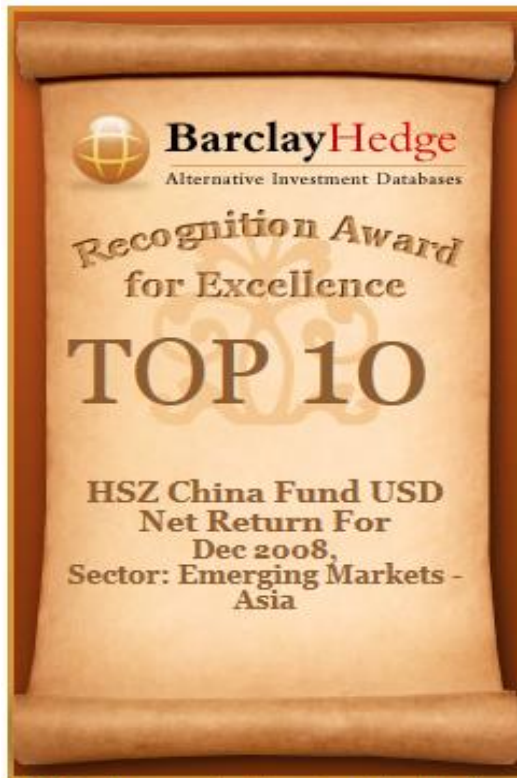 BarclayHedge
Alternative Investment Databases
Recognition Award
for Excellence
TOP 10
HSZ China Fund USD
Net Return For
Dec 2008,
Sector: Emerging Markets -
Asia